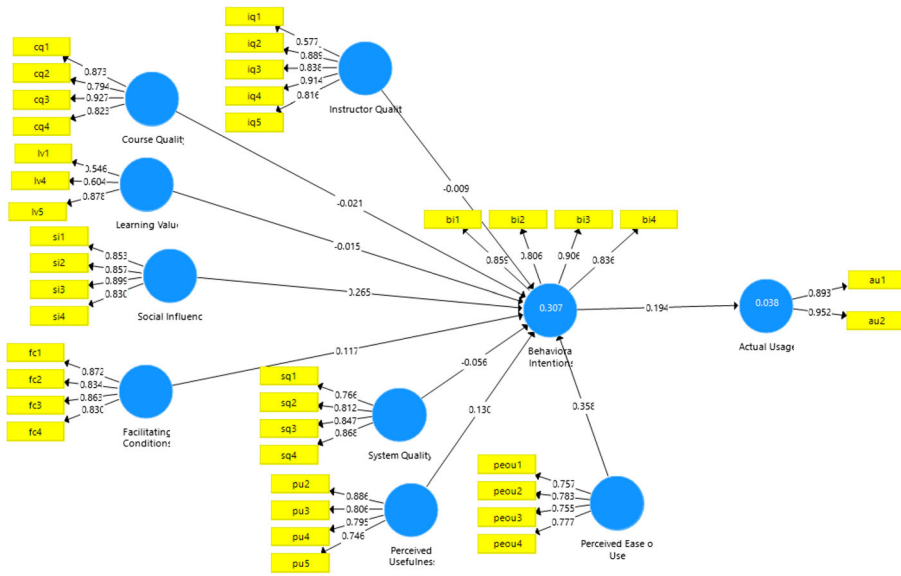 iq1
iq2
iq3
iq4
iq5
0.577
0.889
0.838
0.914
0.816
Instructor Qualit
cq1
cq2
cq3
cq4
0.873
0.794
0.927
0.823
Course Quality
lv1
lv4
lv5
0.546
0.604
0.878
Learning Valu
si1
si2
si3
si4
0.853
0.857
0.899
0.830
Social Influenc
fc1
fc2
fc3
fc4
0.872
0.834
0.863
0.830
Facilitating
Conditions
-0.009
-0.021
-0.015
0.265
0.117
-0.056
0.130
0.358
bi1
bi2
bi3
bi4
0.859
0.806
0.906
0.836
0.307
Behaviora
Intentions
0.194
0.038
Actual Usage
0.893
0.952
au1
au2
sq1
sq2
sq3
sq4
0.766
0.812
0.847
0.868
System Quality
pu2
pu3
pu4
pu5
0.886
0.806
0.795
0.746
Perceived
Usefulness
peou1
peou2
peou3
peou4
0.757
0.783
0.755
0.777
Perceived Ease o
Use